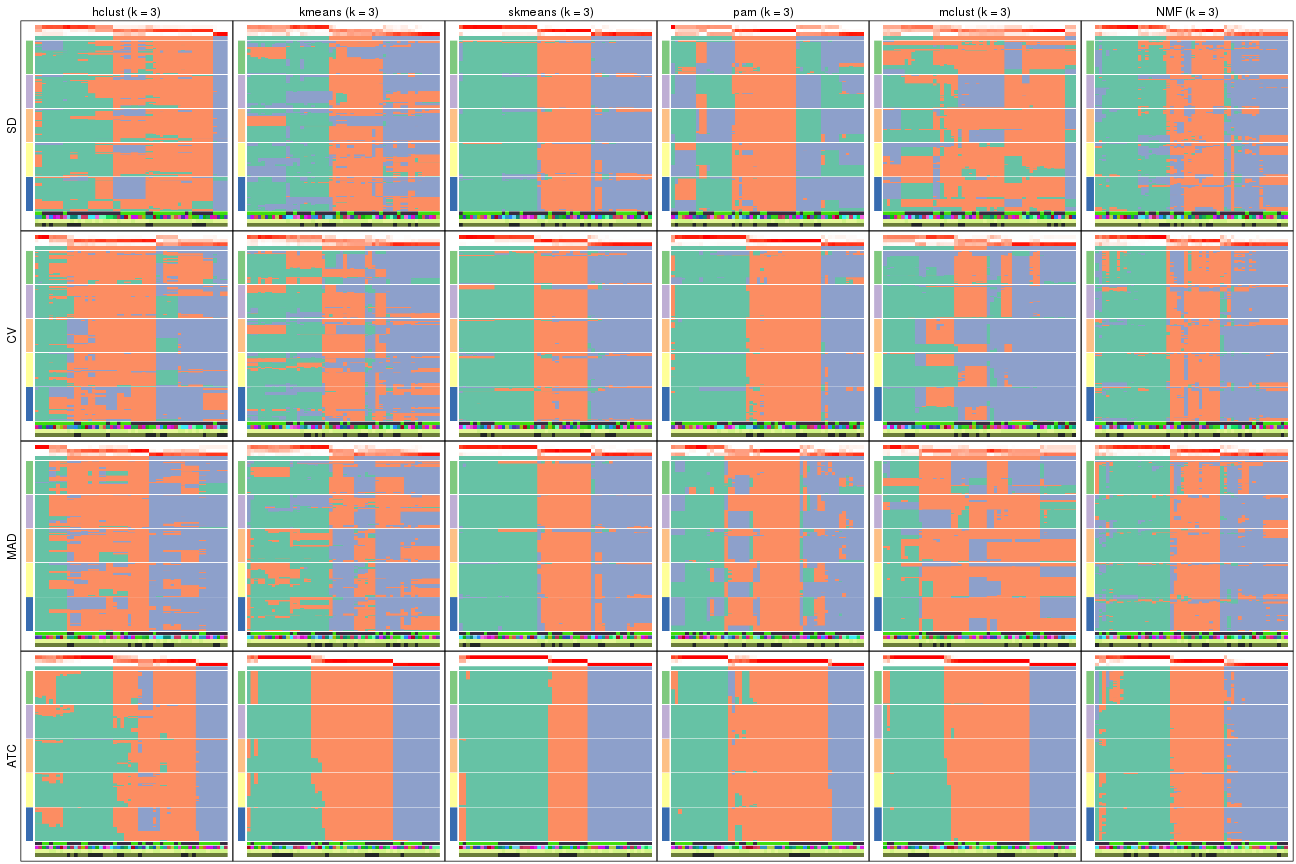 hclust (k = 3) kmeans (k = 3) skmeans (k = 3) pam (k = 3) mclust (k = 3) NMF (k = 3)
SD
CV
MAD
ATC